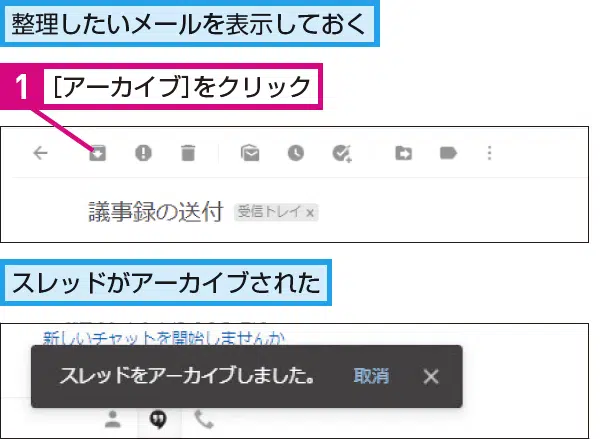 整理したいメールを表示しておく
1 [アーカイブ]をクリック
議事録の送付 受信トレイ x
スレッドがアーカイブされた
新しいチャットを開始しませんか
スレッドをアーカイブしました。 取消